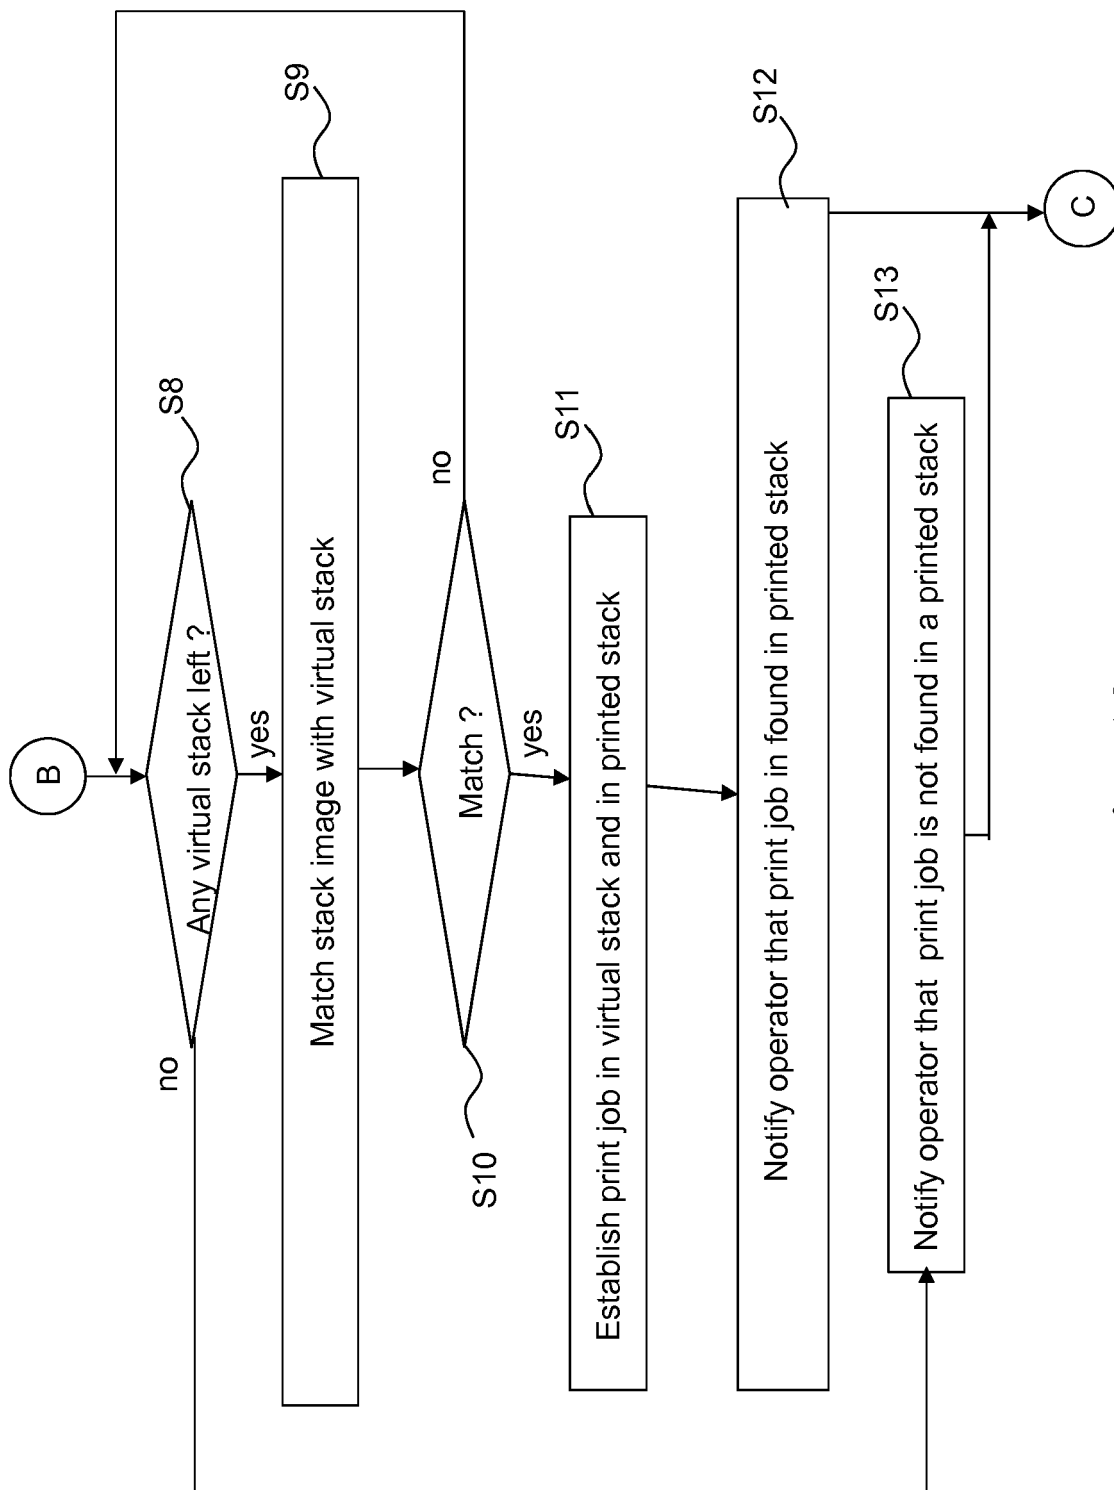 B
S8
Any virtual stack left ?
no
yes
S9
Match stack image with virtual stack
S10
Match ?
no
yes
S11
Establish print job in virtual stack and in printed stack
S12
Notify operator that print job in found in printed stack
S13
Notify operator that print job is not found in a printed stack
C